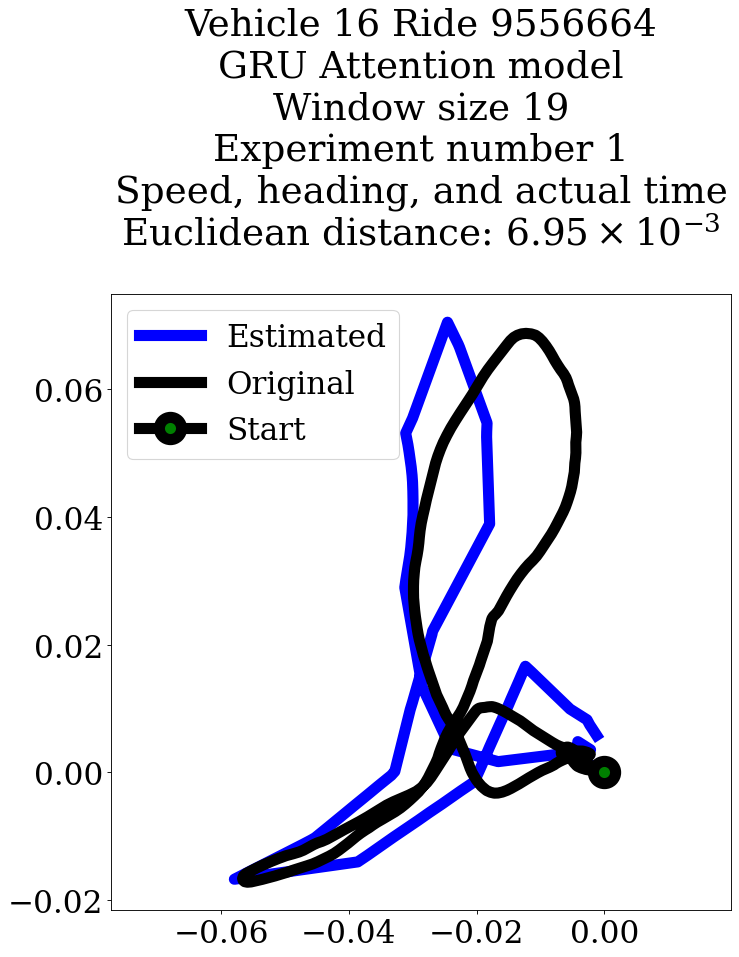 Vehicle 16 Ride 9556664
GRU Attention model
Window size 19
Experiment number 1
Speed, heading, and actual time
Euclidean distance: 6.95 × 10⁻³
Estimated
Original
Start
0.06
0.04
0.02
0.00
−0.02
−0.06 −0.04 −0.02 0.00